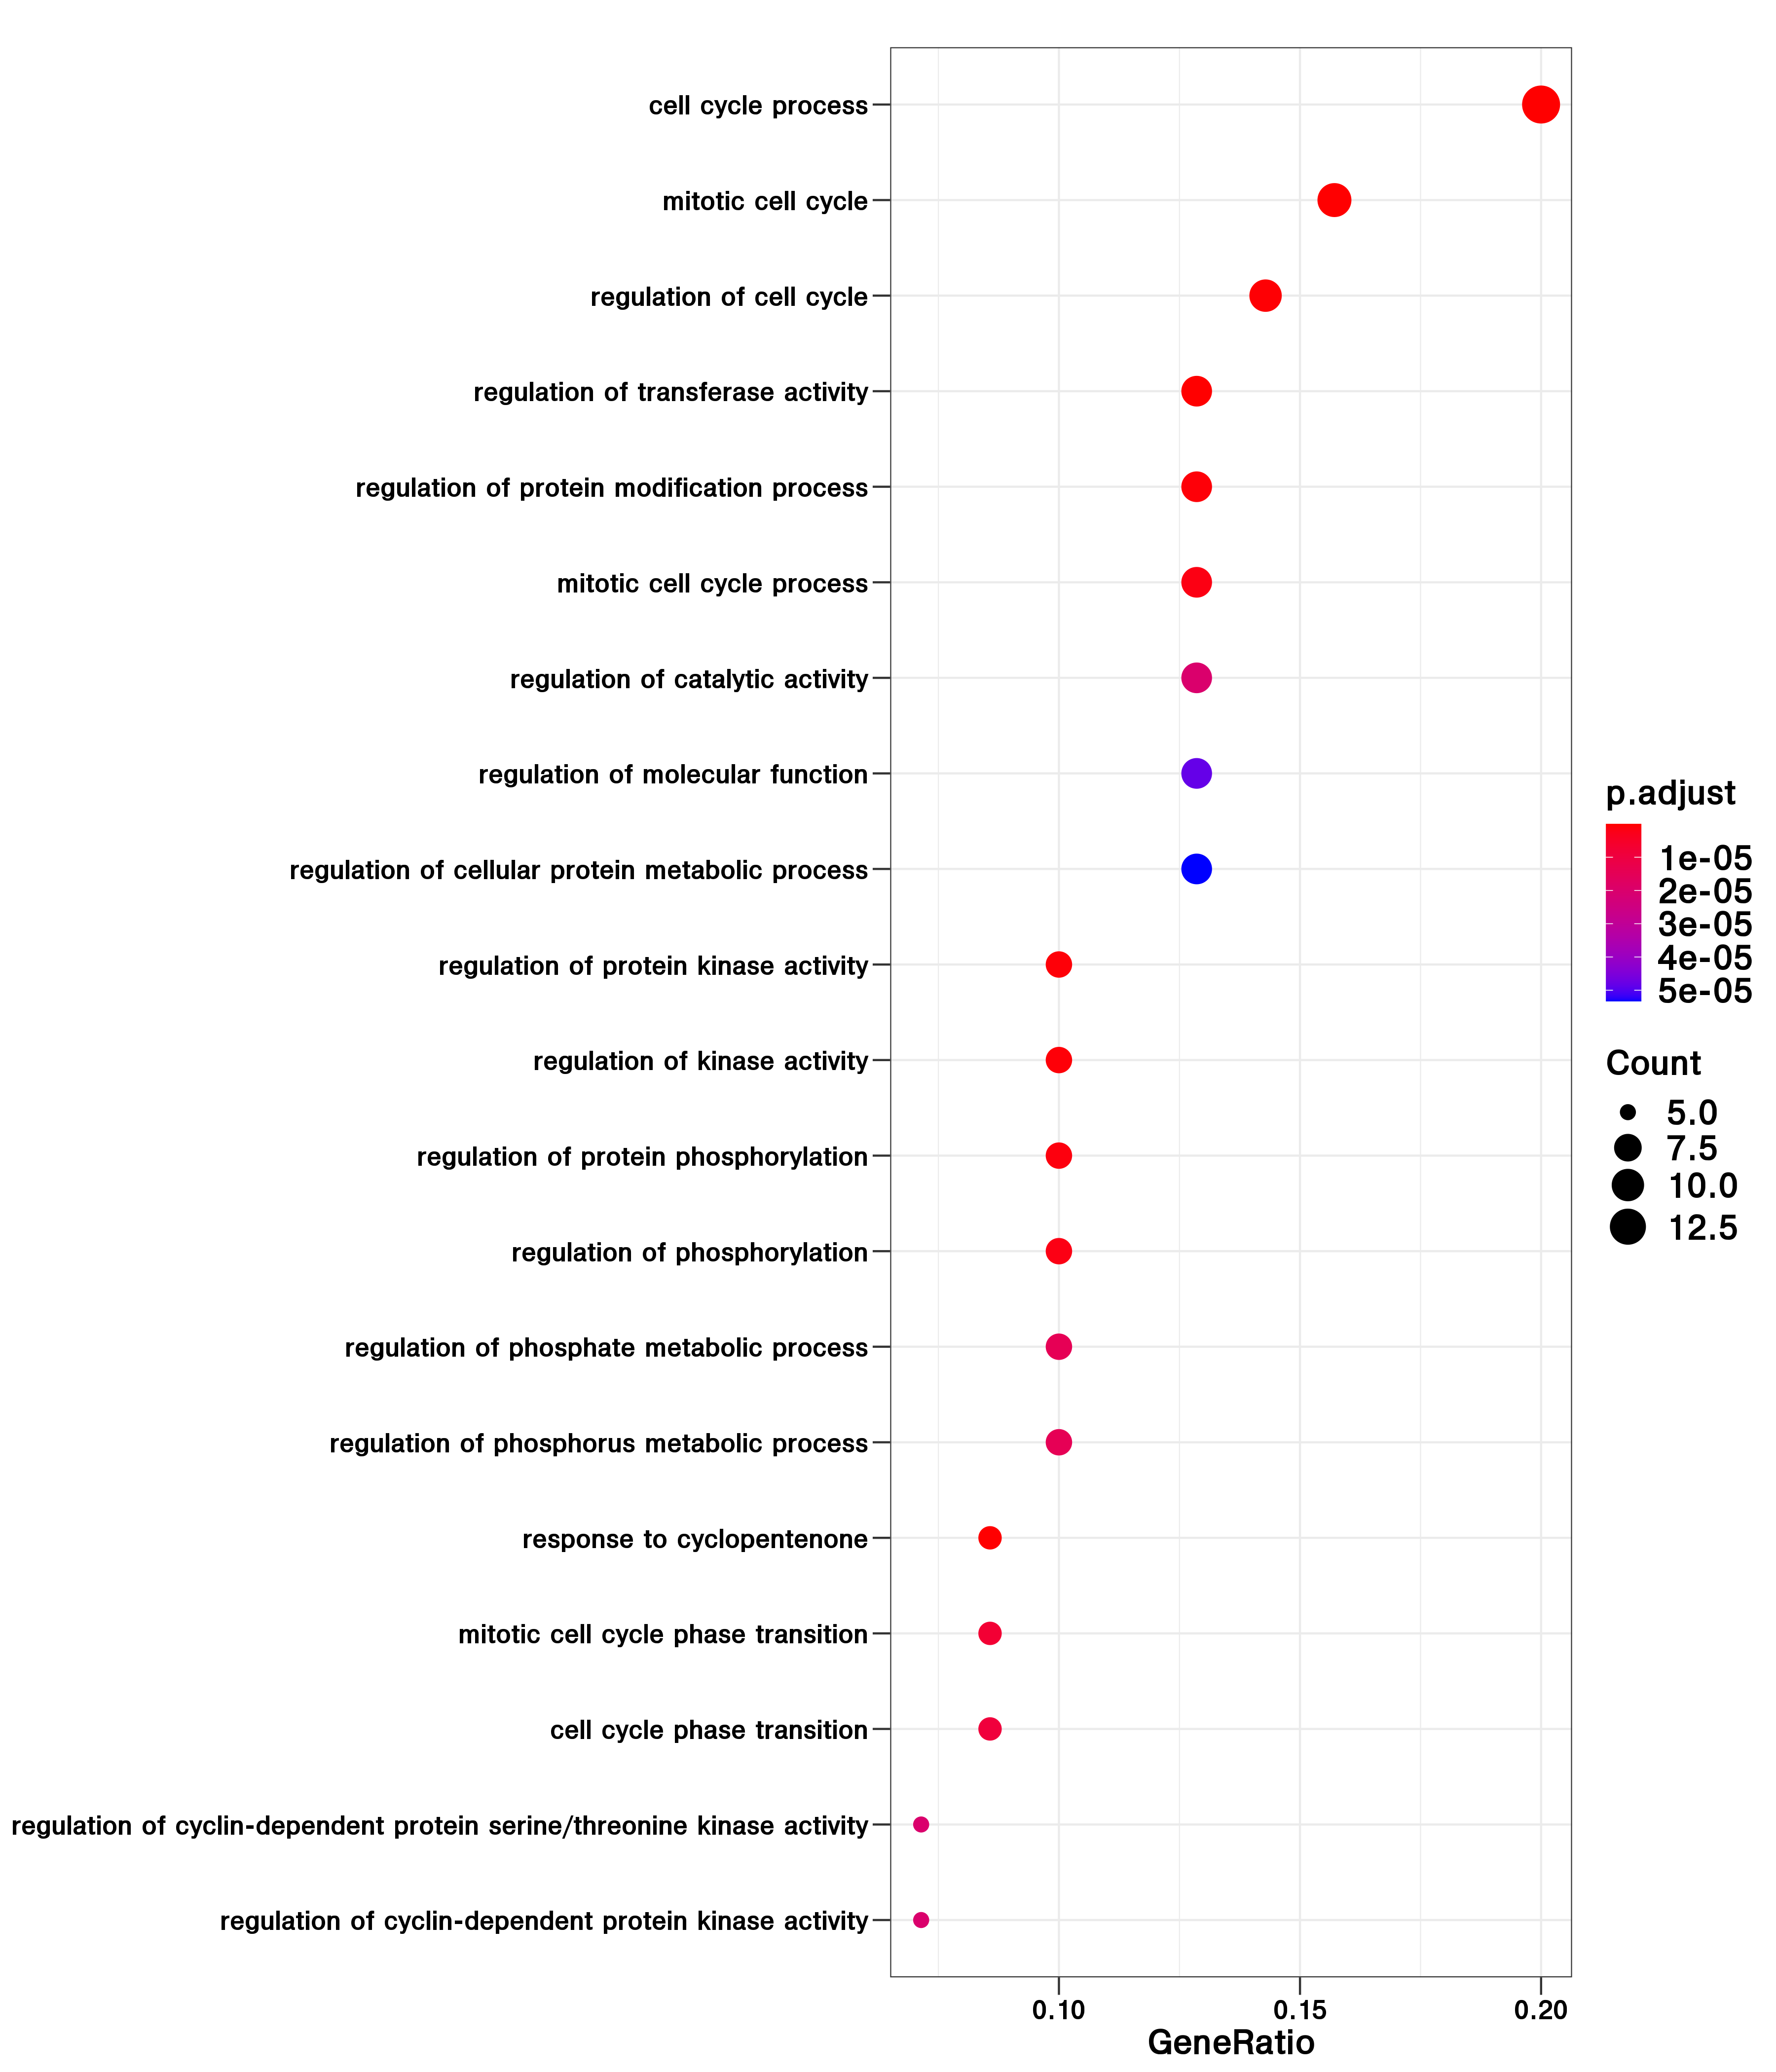 cell cycle process
mitotic cell cycle
regulation of cell cycle
regulation of transferase activity
regulation of protein modification process
mitotic cell cycle process
regulation of catalytic activity
regulation of molecular function
regulation of cellular protein metabolic process
regulation of protein kinase activity
regulation of kinase activity
regulation of protein phosphorylation
regulation of phosphorylation
regulation of phosphate metabolic process
regulation of phosphorus metabolic process
response to cyclopentenone
mitotic cell cycle phase transition
cell cycle phase transition
regulation of cyclin-dependent protein serine/threonine kinase activity
regulation of cyclin-dependent protein kinase activity
0.10 0.15 0.20
GeneRatio
p.adjust
1e-05
2e-05
3e-05
4e-05
5e-05
Count
5.0
7.5
10.0
12.5